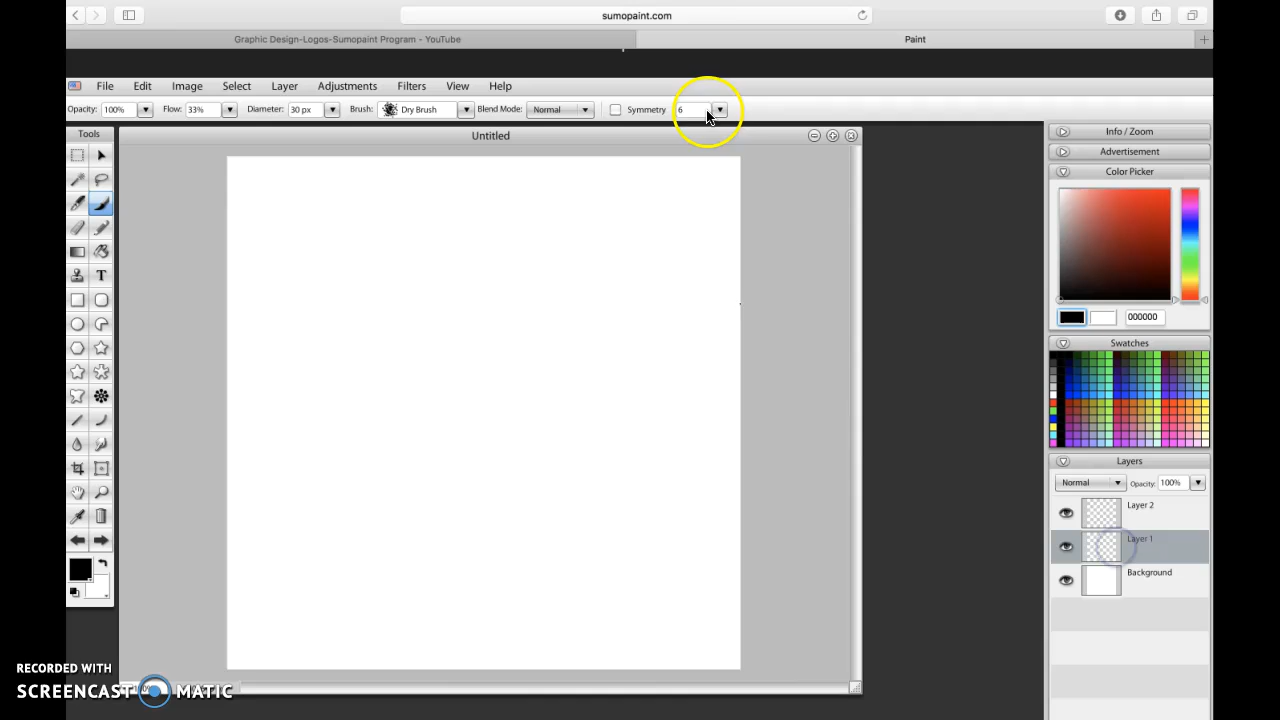 sumopaint.com
Graphic Design-Logos-Sumopaint Program - YouTube
Paint
File Edit Image Select Layer Adjustments Filters View Help
Opacity: 100% Flow: 33% Diameter: 30 px Brush: Dry Brush Blend Mode: Normal Symmetry 6
Tools
Untitled
Info / Zoom
Advertisement
Color Picker
000000
Swatches
Layers
Normal Opacity: 100%
Layer 2
Layer 1
Background
T
RECORDED WITH
SCREENCAST MATIC